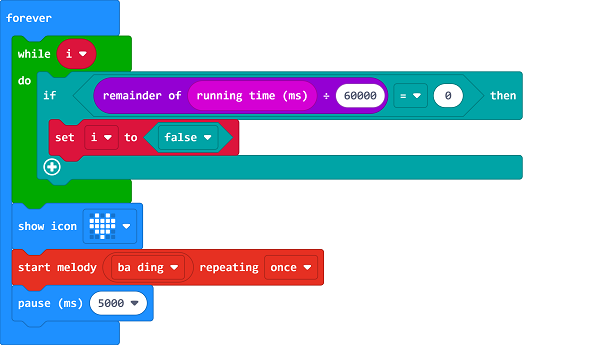 forever
while i
do
if remainder of running time (ms) ÷ 60000 = 0 then
set i to false
show icon
start melody ba ding repeating once
pause (ms) 5000